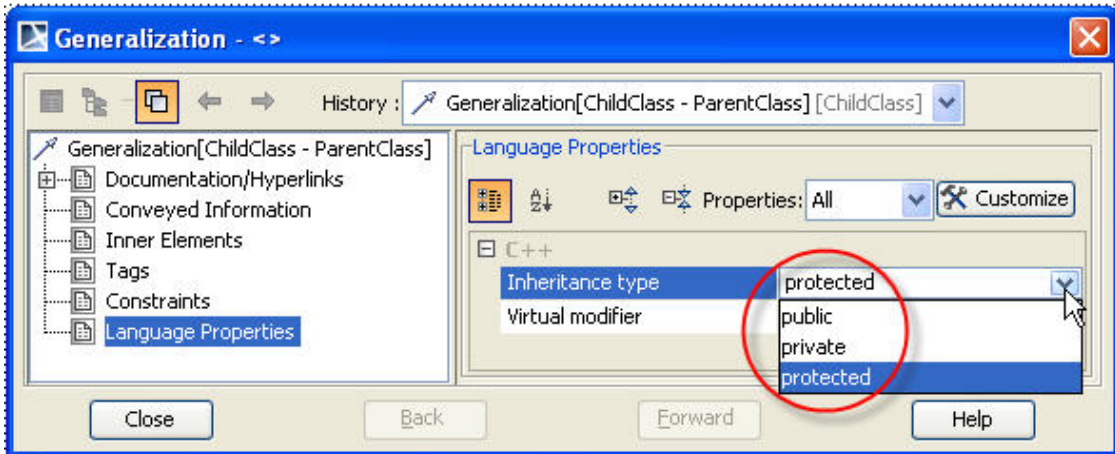 Generalization - <>
History : Generalization[ChildClass - ParentClass] [ChildClass]
Generalization[ChildClass - ParentClass]
Documentation/Hyperlinks
Conveyed Information
Inner Elements
Tags
Constraints
Language Properties
Language Properties
Properties: All Customize
C++
Inheritance type protected
Virtual modifier
public
private
protected
Close Back Forward Help